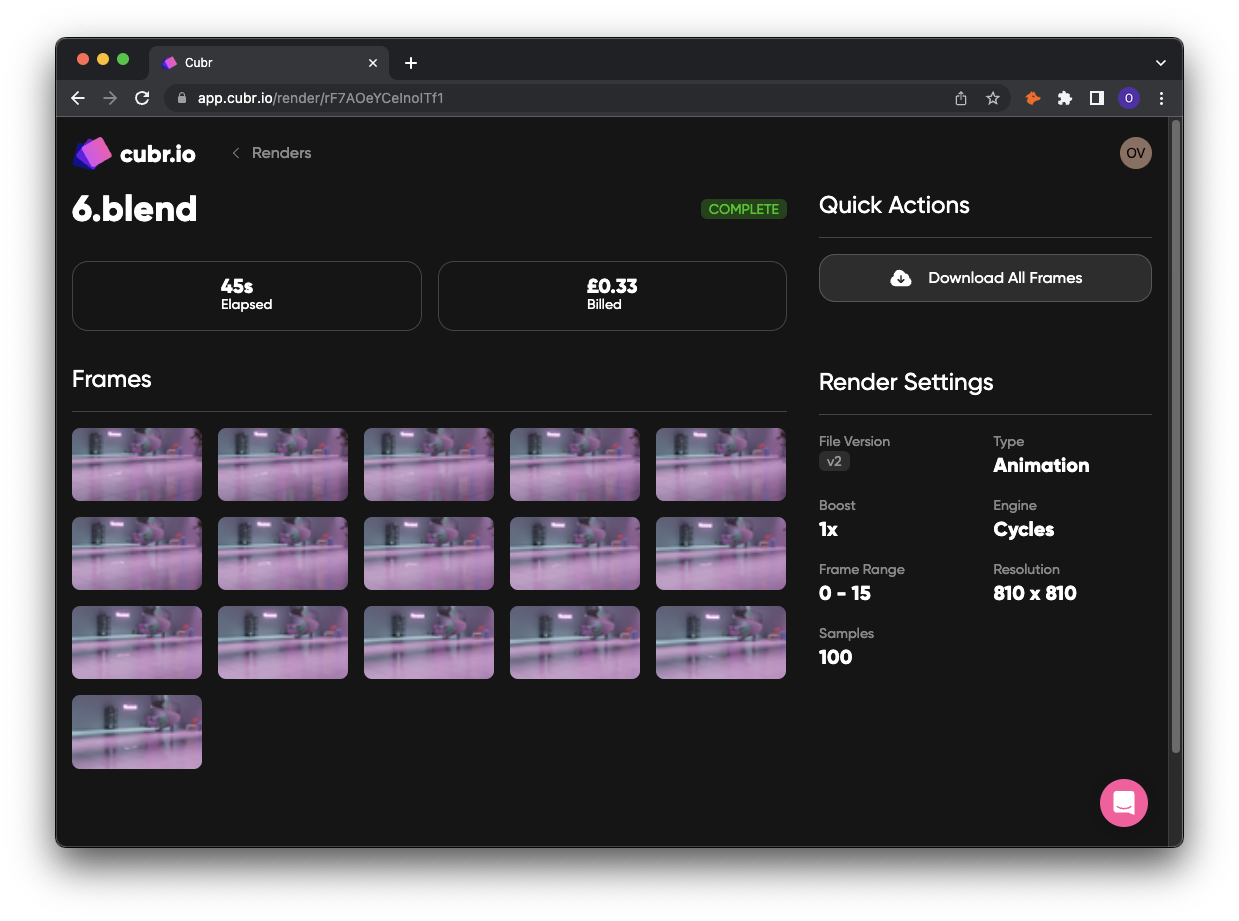 Cubr
app.cubr.io/render/rF7AOeYCeInoITf1
O
cubr.io
Renders
OV
6.blend
COMPLETE
45s
Elapsed
£0.33
Billed
Frames
Quick Actions
Download All Frames
Render Settings
File Version
v2
Type
Animation
Boost
1x
Engine
Cycles
Frame Range
0 - 15
Resolution
810 x 810
Samples
100